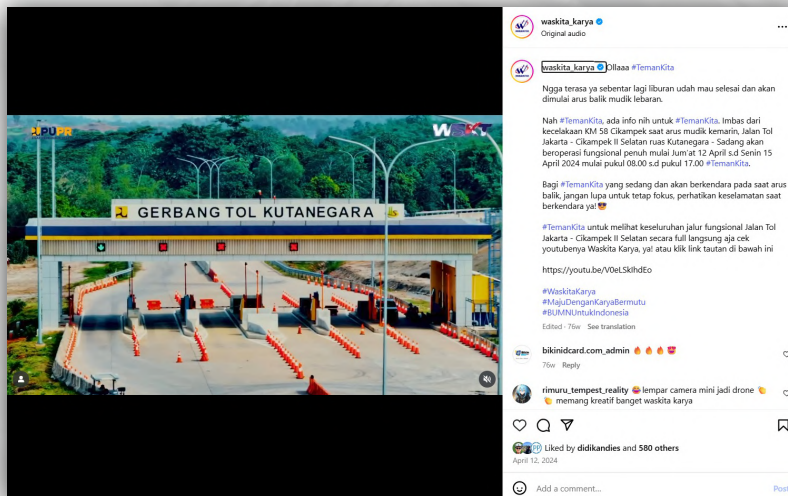 PUPR
WSKT
GERBANG TOL KUTANEGARA
waskita_karya
Original audio
waskita_karya Ollaaa #TemanKita
Ngga terasa ya sebentar lagi liburan udah mau selesai dan akan
dimulai arus balik mudik lebaran.
Nah #TemanKita, ada info nih untuk #TemanKita. Imbas dari
kecelakaan KM 58 Cikampek saat arus mudik kemarin, Jalan Tol
Jakarta - Cikampek II Selatan ruas Kutanegara - Sadang akan
beroperasi fungsional penuh mulai Jum'at 12 April s.d Senin 15
April 2024 mulai pukul 08.00 s.d pukul 17.00 #TemanKita.
Bagi #TemanKita yang sedang dan akan berkendara pada saat arus
balik, jangan lupa untuk tetap fokus, perhatikan keselamatan saat
berkendara ya!😎
#TemanKita untuk melihat keseluruhan jalur fungsional Jalan Tol
Jakarta - Cikampek II Selatan secara full langsung aja cek
youtubenya Waskita Karya, ya! atau klik link tautan di bawah ini
https://youtu.be/V0eLSkIhdEo
#WaskitaKarya
#MajuDenganKaryaBermutu
#BUMNUntukIndonesia
Edited · 76w See translation
bikinidcard.com_admin 🔥 🔥 🔥 😍
76w Reply
rimuru_tempest_reality 😂lempar camera mini jadi drone 👏
👏 memang kreatif banget waskita karya
Liked by didikandies and 580 others
April 12, 2024
Add a comment...
Post